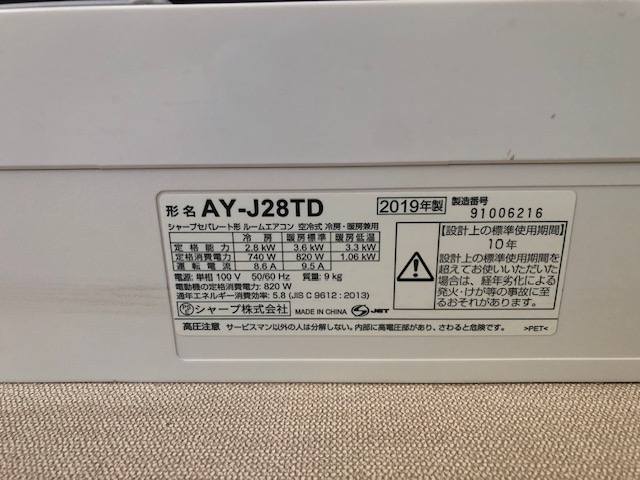 形名 AY-J28TD 2019年製 製造番号 91006216
シャープセパレート形 ルームエアコン 空冷式 冷房・暖房兼用
冷房 暖房標準 暖房低温
定格能力 2.8 kW 3.6 kW 3.3 kW
定格消費電力 740 W 820 W 1.06 kW
運転電流 8.6 A 9.5 A
電源:単相 100 V 50/60 Hz 質量:9 kg
電動機の定格消費電力:820 W
通年エネルギー消費効率:5.8 (JIS C 9612:2013)
シャープ株式会社 MADE IN CHINA JET
高圧注意 サービスマン以外の人は分解しない。内部に高電圧部があり、さわると危険です。 >PET<
【設計上の標準使用期間】
10年
設計上の標準使用期間を
超えてお使いいただいた
場合は、経年劣化による
発火・けが等の事故に至
るおそれがあります。